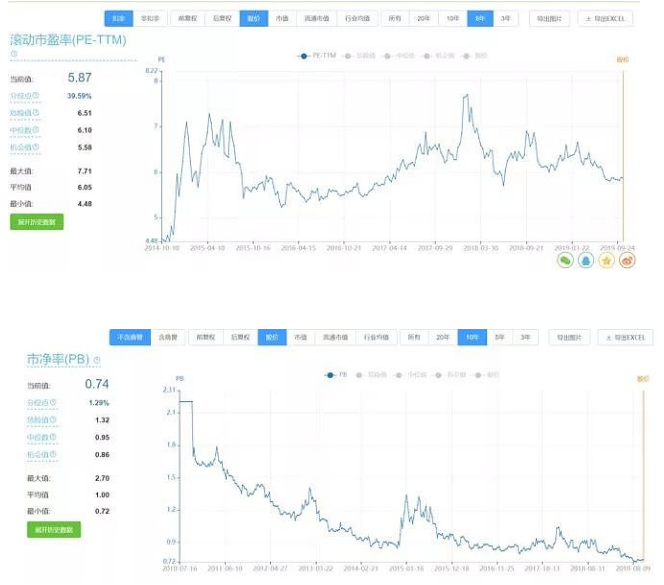 扣非 非扣非 前复权 后复权 股价 市值 流通市值 行业均值 所有 20年 10年 5年 3年 导出图片 导出EXCEL
滚动市盈率(PE-TTM)
PE PE-TTM 危险值 中位数 机会值 股价 股价
当前值: 5.87
分位点 39.59%
危险值 6.51
中位数 6.10
机会值 5.58
最大值: 7.71
平均值 6.05
最小值: 4.48
展开历史数据
8.22
8
7
6
5
4.48
2014-10-10 2015-04-10 2015-10-16 2016-04-15 2016-10-21 2017-04-14 2017-09-29 2018-03-30 2018-09-21 2019-03-22 2019-09-24
不含商誉 含商誉 前复权 后复权 股价 市值 流通市值 行业均值 所有 20年 10年 5年 3年 导出图片 导出EXCEL
市净率(PB)
PB PB 危险值 中位数 机会值 股价 股价
当前值: 0.74
分位点 1.29%
危险值 1.32
中位数 0.95
机会值 0.86
最大值: 2.70
平均值 1.00
最小值: 0.72
展开历史数据
2.31
2.1
1.8
1.5
1.2
0.9
0.72
2010-07-16 2011-06-10 2012-04-27 2013-03-22 2014-02-21 2015-01-16 2015-12-18 2016-11-25 2017-10-13 2018-08-31 2019-08-09